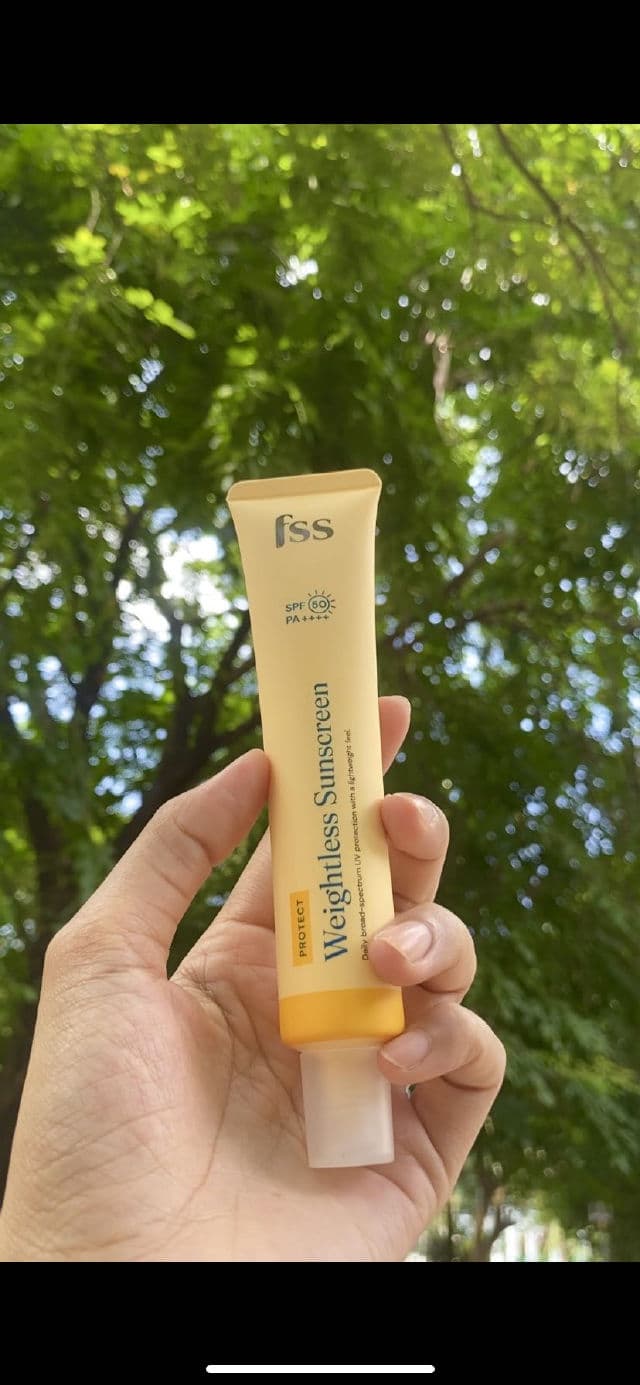 fss
SPF 50
PA++++
PROTECT
Weightless Sunscreen
Daily broad-spectrum UV protection with a lightweight feel.